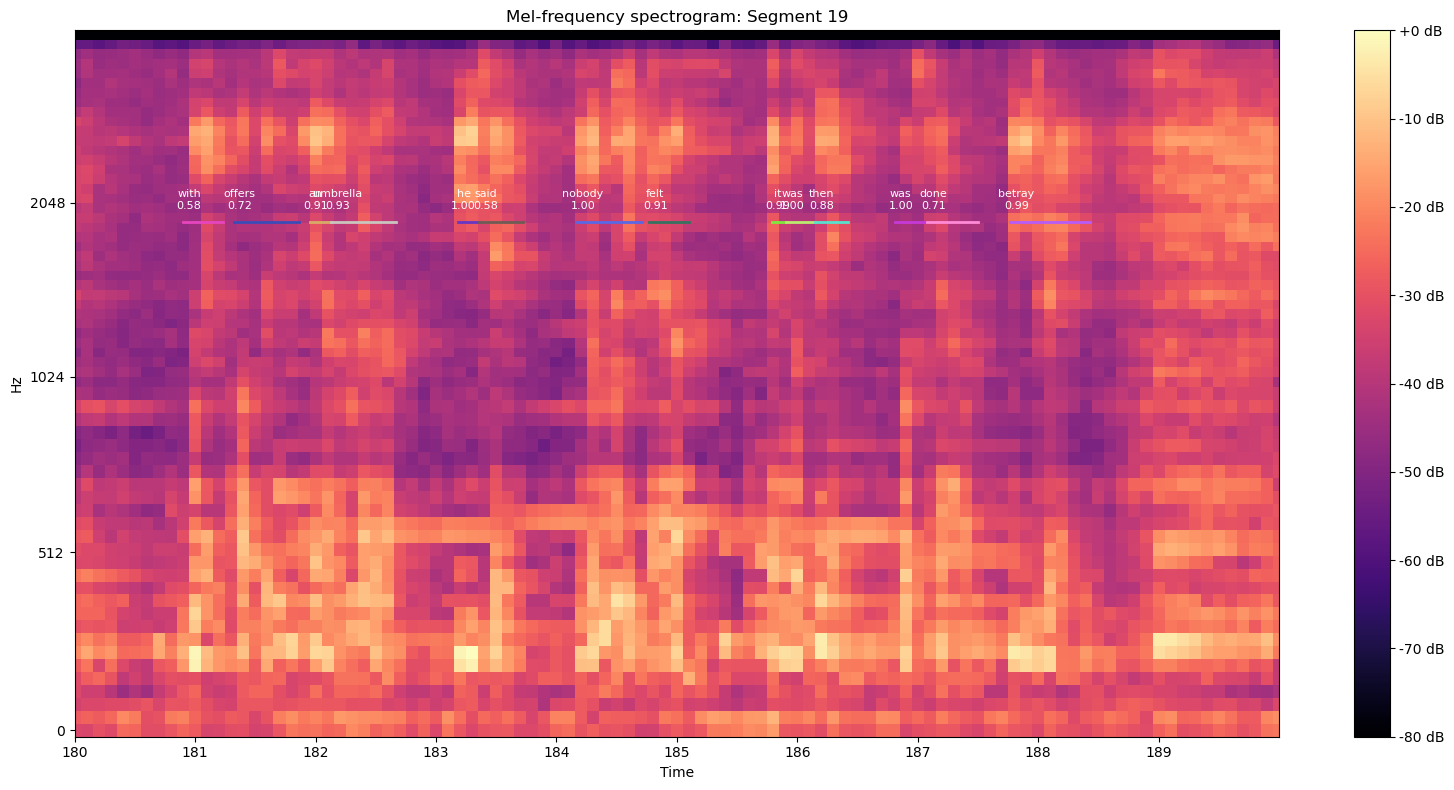 Mel-frequency spectrogram: Segment 19
+0 dB
-10 dB
-20 dB
-30 dB
-40 dB
-50 dB
-60 dB
-70 dB
-80 dB
Hz
2048
1024
512
0
with offers an umbrella he said nobody felt it was then was done betray
0.58 0.72 0.91 0.93 1.00 0.58 1.00 0.91 0.99 1.00 0.88 1.00 0.71 0.99
180 181 182 183 184 185 186 187 188 189
Time